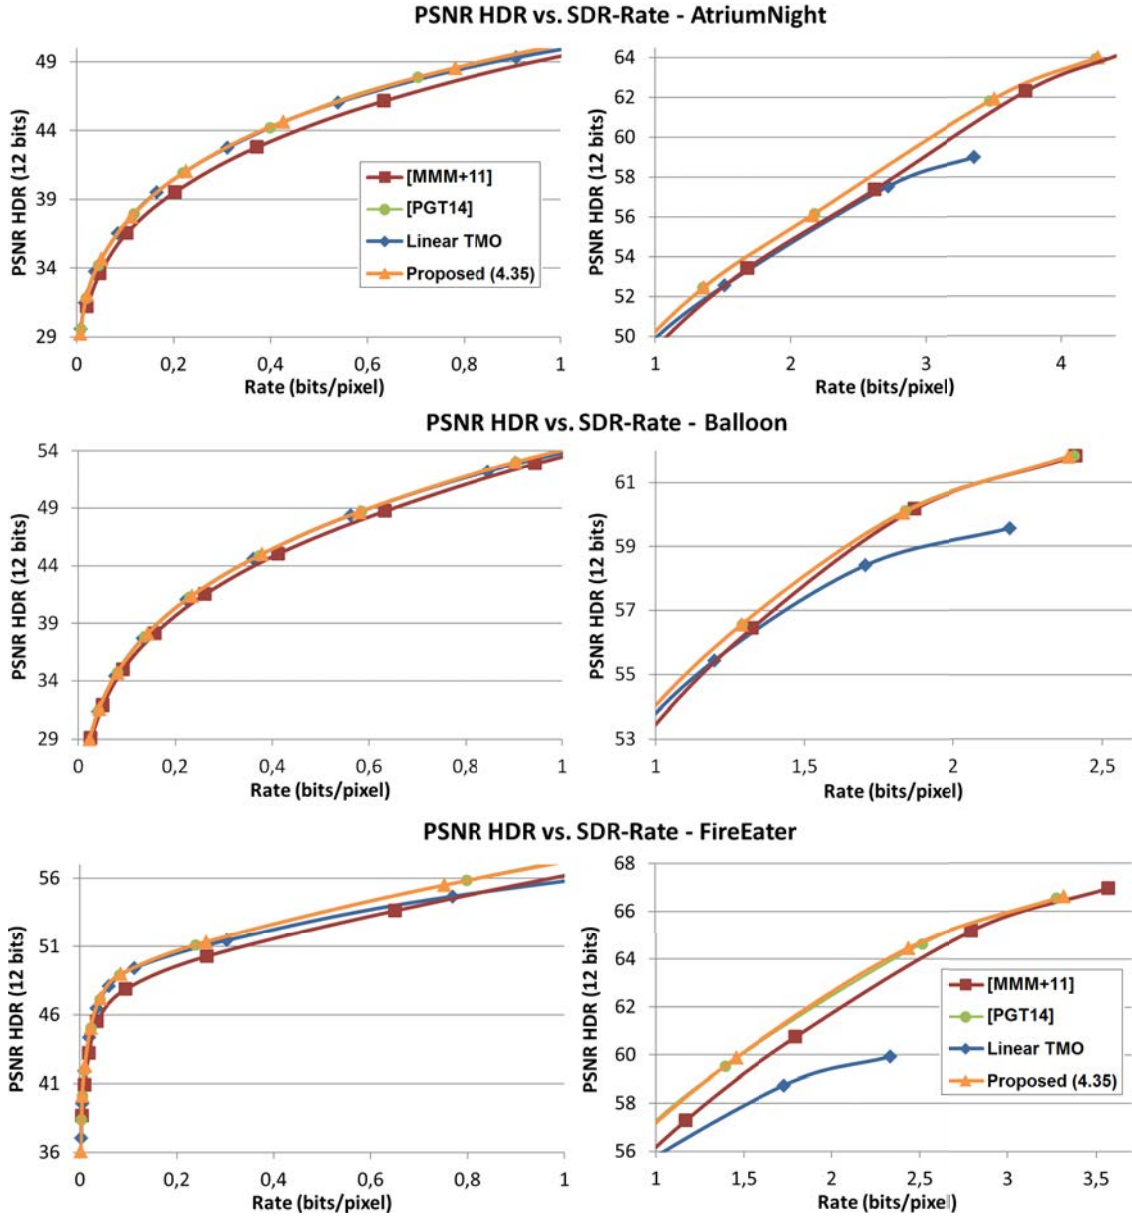 PSNR HDR vs. SDR-Rate - AtriumNight
PSNR HDR (12 bits)
49
44
39
34
29
[MMM+11]
[PGT14]
Linear TMO
Proposed (4.35)
0 0,2 0,4 0,6 0,8 1
Rate (bits/pixel)
PSNR HDR (12 bits)
64
62
60
58
56
54
52
50
1 2 3 4
Rate (bits/pixel)
PSNR HDR vs. SDR-Rate - Balloon
PSNR HDR (12 bits)
54
49
44
39
34
29
0 0,2 0,4 0,6 0,8 1
Rate (bits/pixel)
PSNR HDR (12 bits)
61
59
57
55
53
1 1,5 2 2,5
Rate (bits/pixel)
PSNR HDR vs. SDR-Rate - FireEater
PSNR HDR (12 bits)
56
51
46
41
36
0 0,2 0,4 0,6 0,8 1
Rate (bits/pixel)
PSNR HDR (12 bits)
68
66
64
62
60
58
56
[MMM+11]
[PGT14]
Linear TMO
Proposed (4.35)
1 1,5 2 2,5 3 3,5
Rate (bits/pixel)